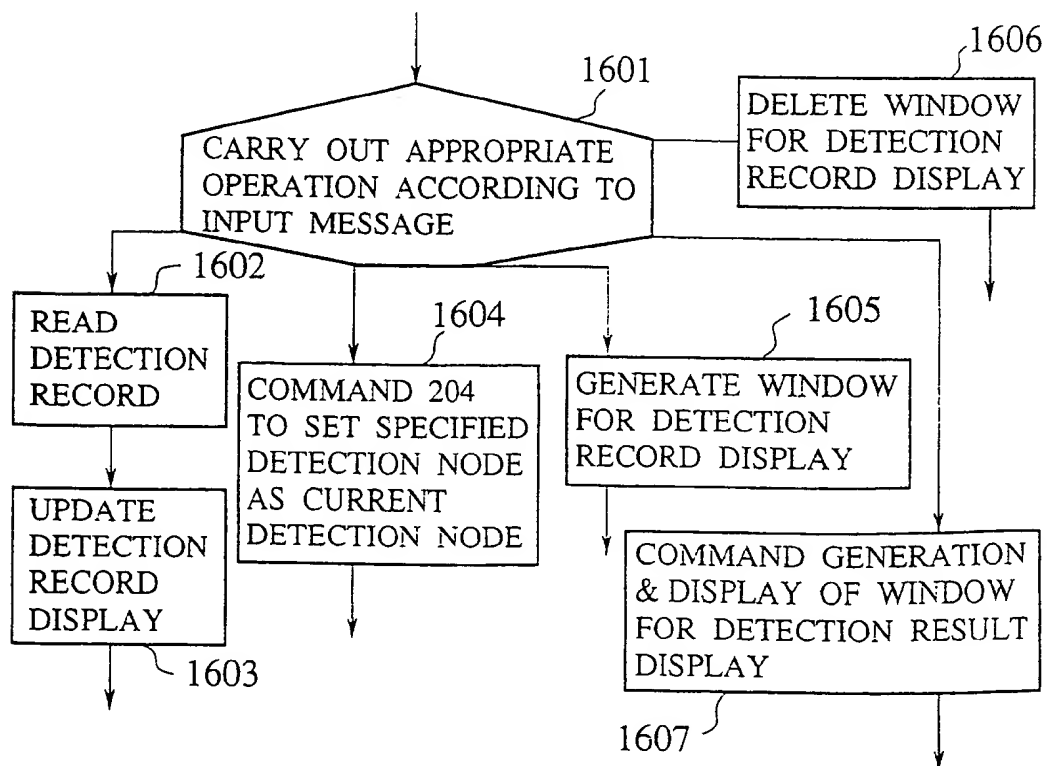 1606
1601
DELETE WINDOW
FOR DETECTION
RECORD DISPLAY
CARRY OUT APPROPRIATE
OPERATION ACCORDING TO
INPUT MESSAGE
1602
READ
DETECTION
RECORD
1604
COMMAND 204
TO SET SPECIFIED
DETECTION NODE
AS CURRENT
DETECTION NODE
1605
GENERATE WINDOW
FOR DETECTION
RECORD DISPLAY
UPDATE
DETECTION
RECORD
DISPLAY
1603
COMMAND GENERATION
& DISPLAY OF WINDOW
FOR DETECTION RESULT
DISPLAY
1607